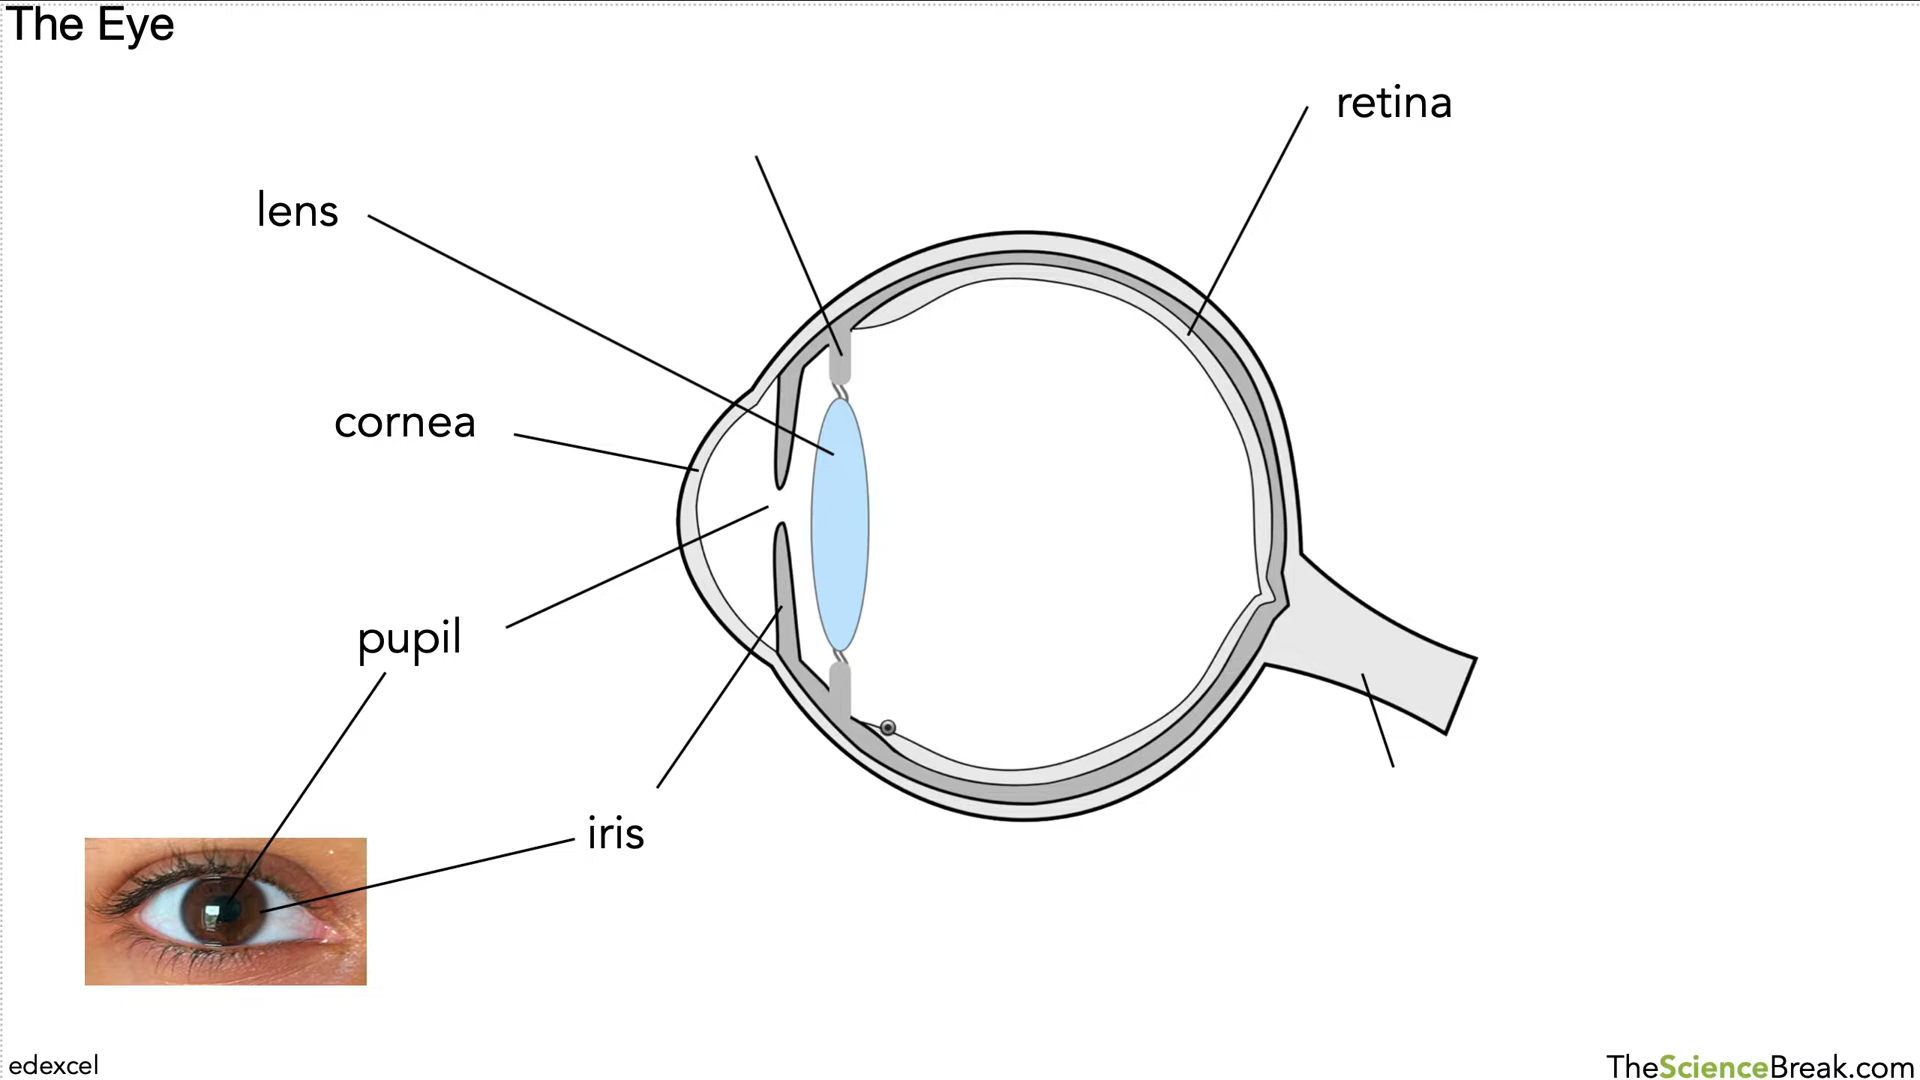 The Eye
retina
lens
cornea
pupil
iris
edexcel
TheScienceBreak.com